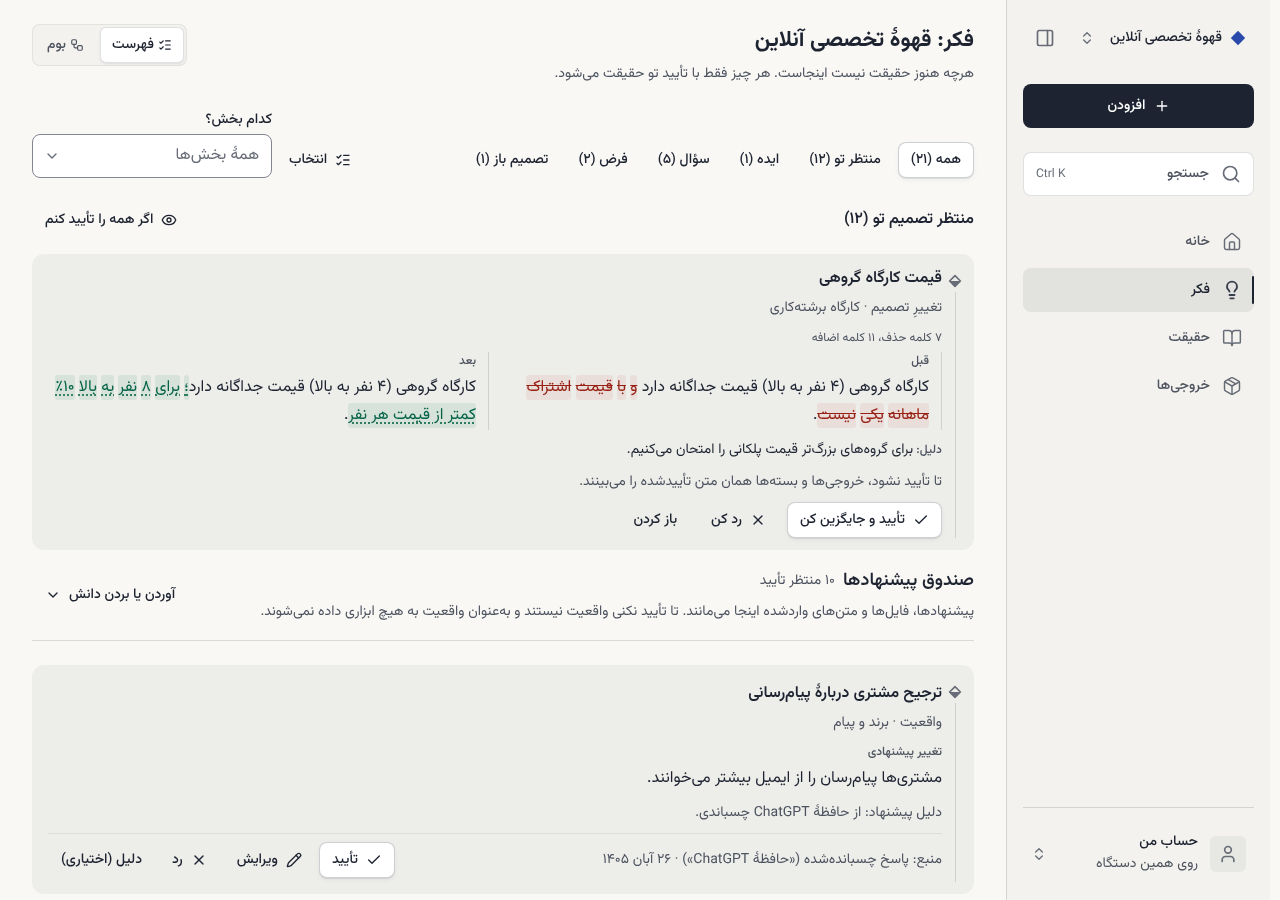 قهوهٔ تخصصی آنلاین
افزودن
جستجو
Ctrl K
خانه
فکر
حقیقت
خروجی‌ها
حساب من
روی همین دستگاه
فکر: قهوهٔ تخصصی آنلاین
هرچه هنوز حقیقت نیست اینجاست. هر چیز فقط با تأیید تو حقیقت می‌شود.
فهرست
بوم
همه (۲۱)
منتظر تو (۱۲)
ایده (۱)
سؤال (۵)
فرض (۲)
تصمیم باز (۱)
انتخاب
کدام بخش؟
همهٔ بخش‌ها
منتظر تصمیم تو (۱۲)
اگر همه را تأیید کنم
قیمت کارگاه گروهی
تغییرِ تصمیم · کارگاه برشته‌کاری
۷ کلمه حذف، ۱۱ کلمه اضافه
قبل
کارگاه گروهی (۴ نفر به بالا) قیمت جداگانه دارد و با قیمت اشتراک
ماهانه یکی نیست.
بعد
کارگاه گروهی (۴ نفر به بالا) قیمت جداگانه دارد؛ برای ۸ نفر به بالا ۱۰٪
کمتر از قیمت هر نفر.
دلیل: برای گروه‌های بزرگ‌تر قیمت پلکانی را امتحان می‌کنیم.
تا تأیید نشود، خروجی‌ها و بسته‌ها همان متن تأییدشده را می‌بینند.
تأیید و جایگزین کن
رد کن
باز کردن
صندوق پیشنهادها ۱۰ منتظر تأیید
پیشنهادها، فایل‌ها و متن‌های واردشده اینجا می‌مانند. تا تأیید نکنی واقعیت نیستند و به‌عنوان واقعیت به هیچ ابزاری داده نمی‌شوند.
آوردن یا بردن دانش
ترجیح مشتری دربارهٔ پیام‌رسانی
واقعیت · برند و پیام
تغییر پیشنهادی
مشتری‌ها پیام‌رسان را از ایمیل بیشتر می‌خوانند.
دلیل پیشنهاد: از حافظهٔ ChatGPT چسباندی.
منبع: پاسخ چسبانده‌شده («حافظهٔ ChatGPT») · ۲۶ آبان ۱۴۰۵
تأیید
ویرایش
رد
دلیل (اختیاری)